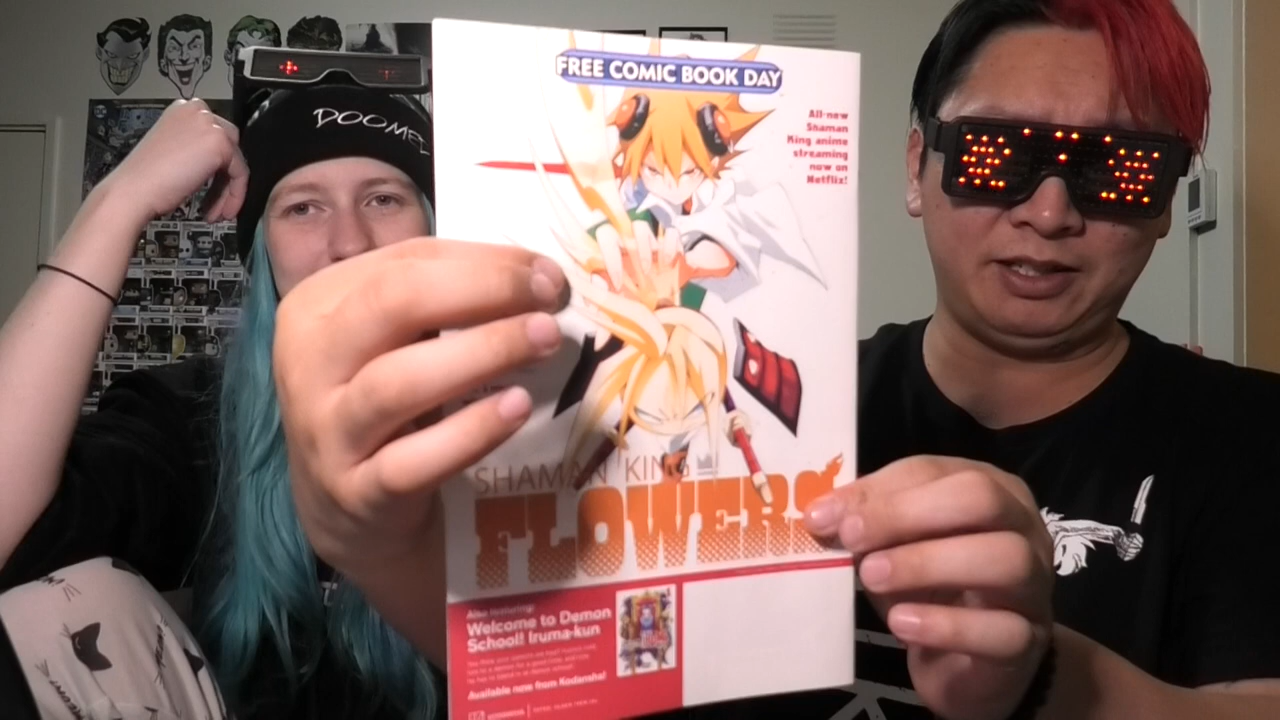 DOOME
FREE COMIC BOOK DAY
All-new
Shaman
King anime
streaming
now on
Netflix!
SHAMAN KING
FLOWERS
Also featuring:
Welcome to Demon
School! Iruma-kun
Available now from Kodansha!